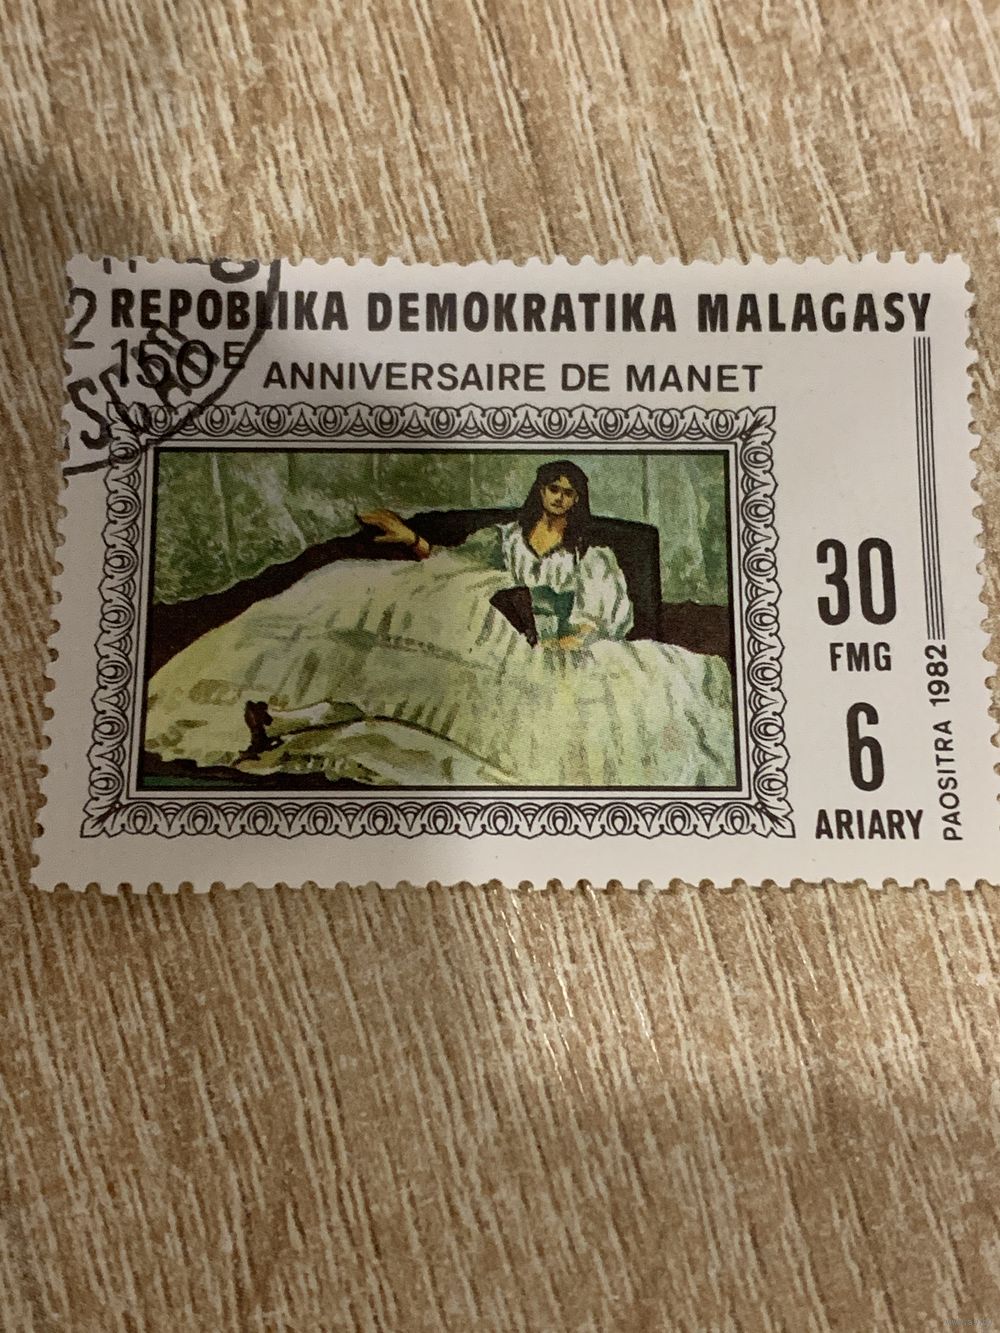 REPOBLIKA DEMOKRATIKA MALAGASY
150E ANNIVERSAIRE DE MANET
30
FMG
6
ARIARY
PAOSITRA 1982